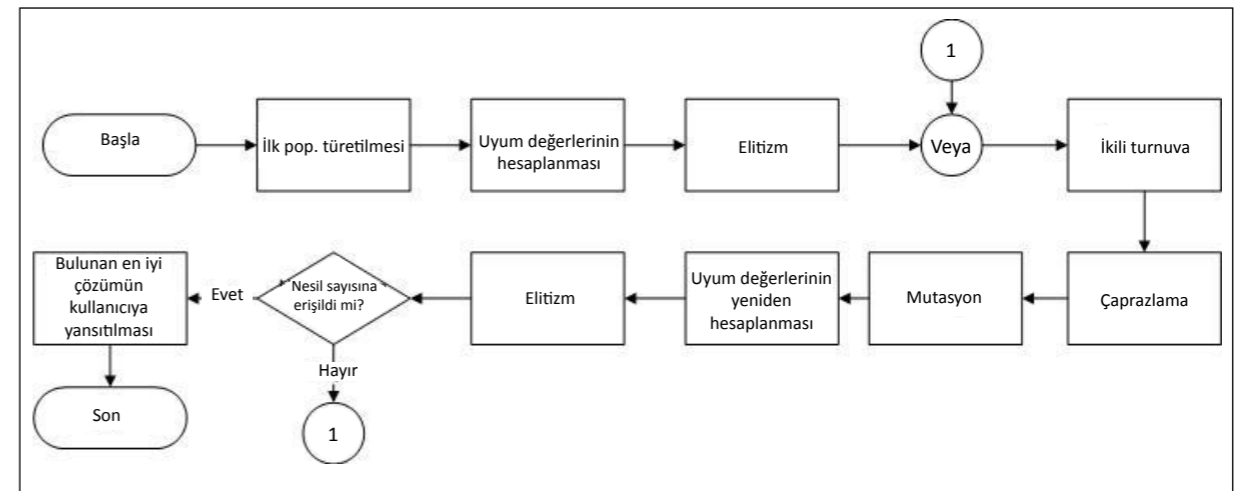 1
Başla
İlk pop. türetilmesi
Uyum değerlerinin
hesaplanması
Elitizm
Veya
İkili turnuva
Bulunan en iyi
çözümün
kullanıcıya
yansıtılması
Evet
Nesil sayısına
erişildi mi?
Elitizm
Uyum değerlerinin
yeniden
hesaplanması
Mutasyon
Çaprazlama
Hayır
Son
1